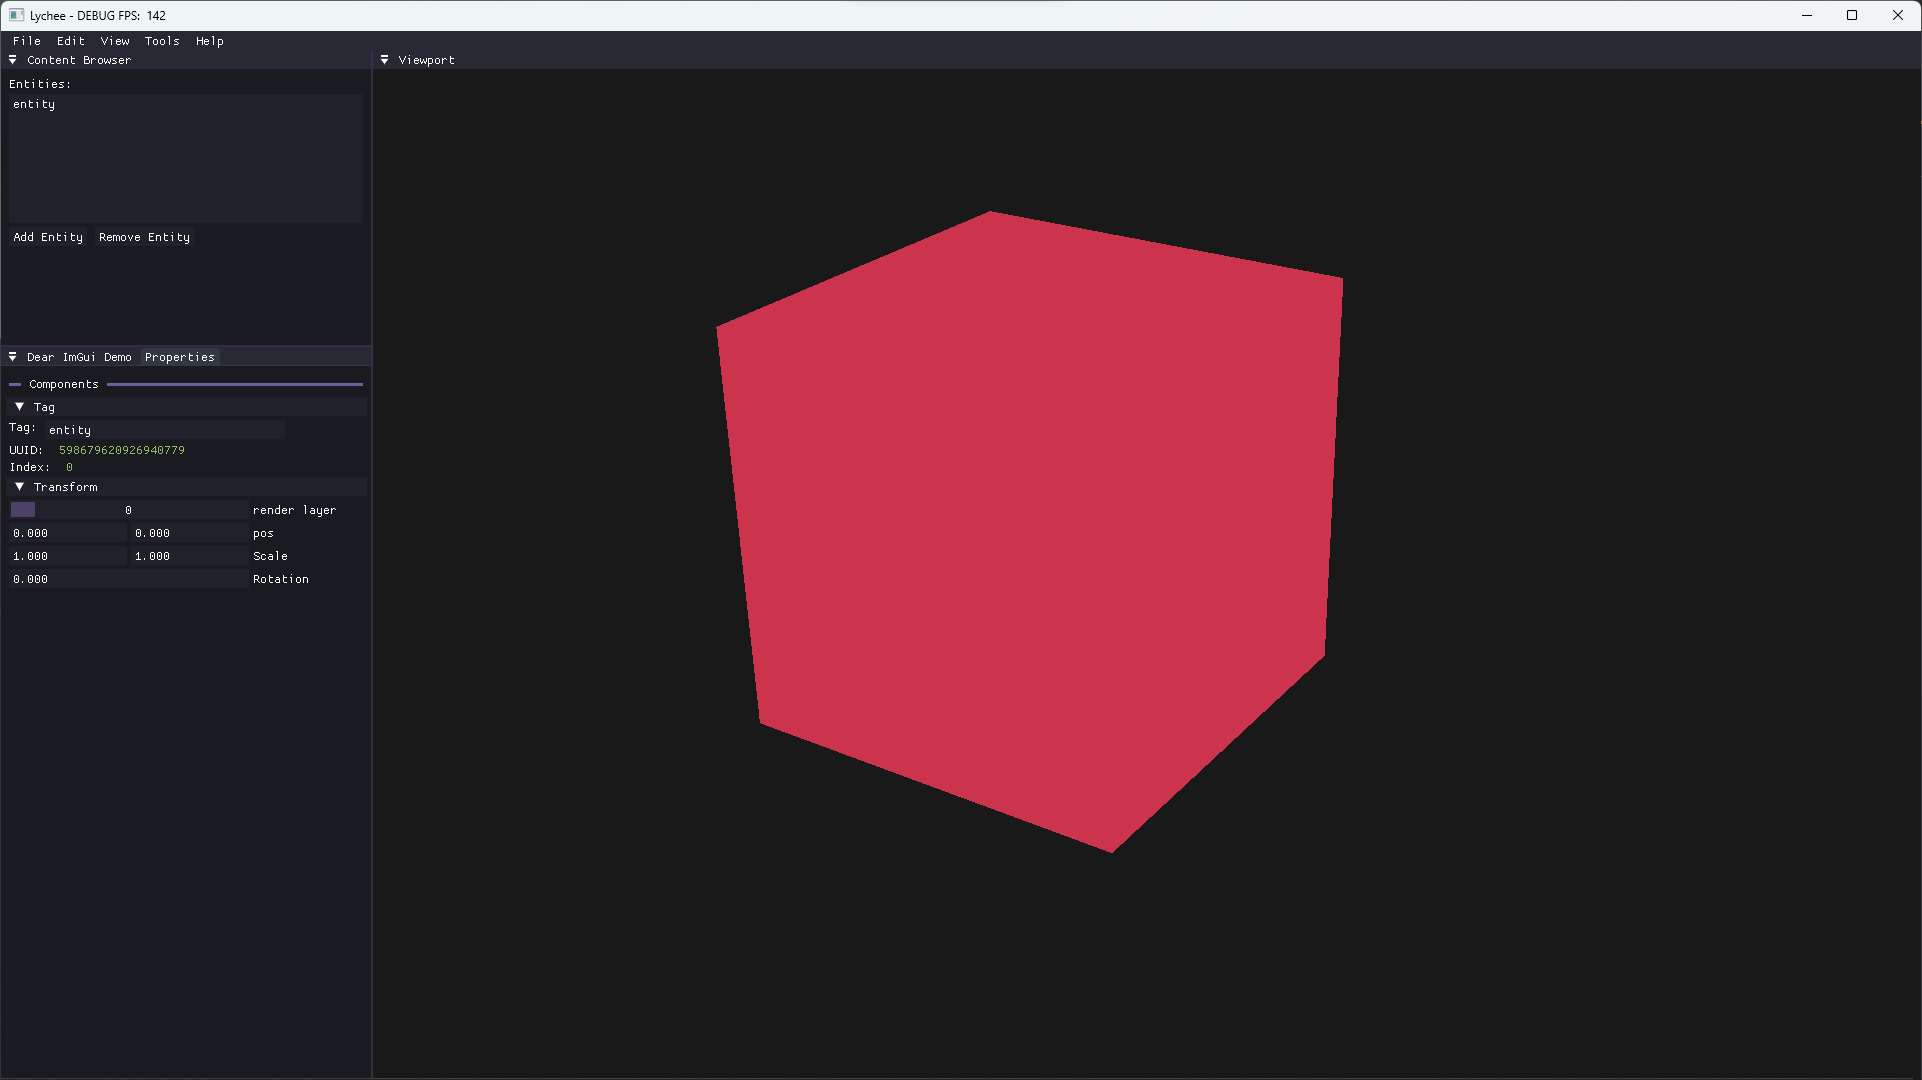 Lychee - DEBUG FPS: 142
File Edit View Tools Help
Content Browser
Viewport
Entities:
entity
Add Entity Remove Entity
Dear ImGui Demo Properties
Components
Tag
Tag: entity
UUID: 598679620926940779
Index: 0
Transform
0 render layer
0.000 0.000 pos
1.000 1.000 Scale
0.000 Rotation